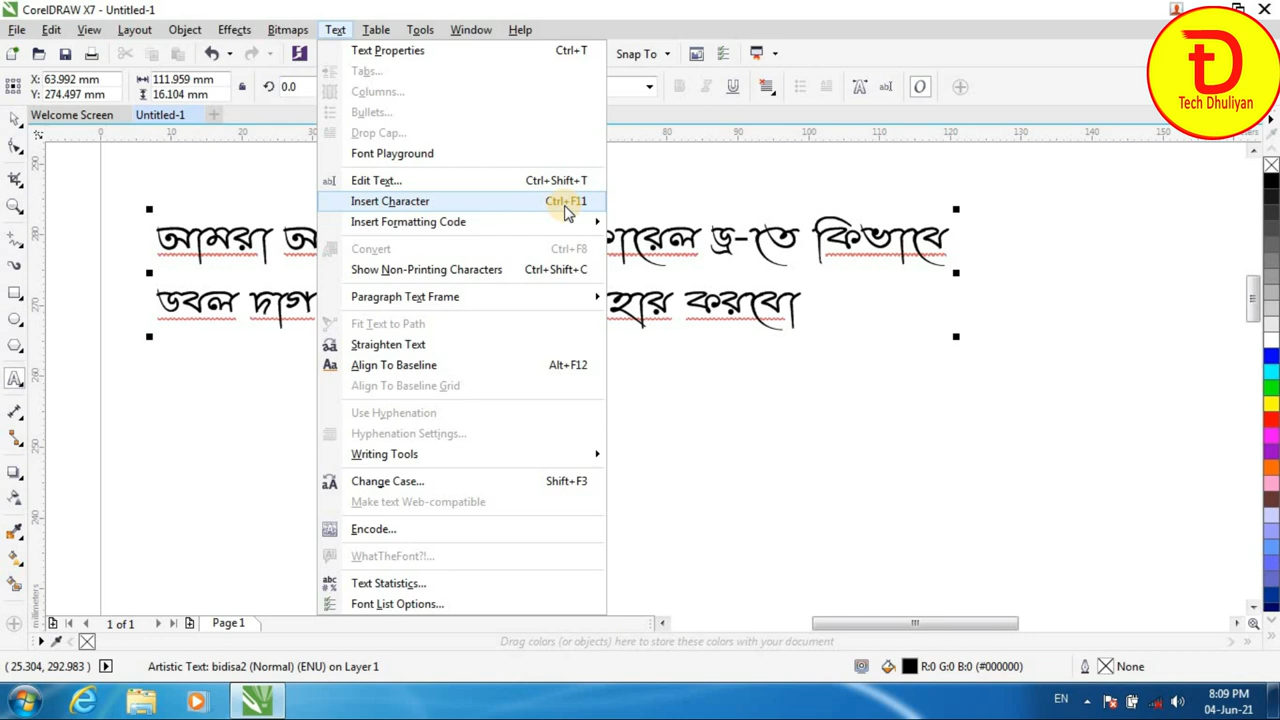 CorelDRAW X7 - Untitled-1
File Edit View Layout Object Effects Bitmaps Text Table Tools Window Help
Snap To
X: 63.992 mm
Y: 274.497 mm
111.959 mm
16.104 mm
0.0
Tech Dhuliyan
Welcome Screen Untitled-1
Text Properties Ctrl+T
Tabs...
Columns...
Bullets...
Drop Cap...
Font Playground
Edit Text... Ctrl+Shift+T
Insert Character Ctrl+F11
Insert Formatting Code
Convert Ctrl+F8
Show Non-Printing Characters Ctrl+Shift+C
Paragraph Text Frame
Fit Text to Path
Straighten Text
Align To Baseline Alt+F12
Align To Baseline Grid
Use Hyphenation
Hyphenation Settings...
Writing Tools
Change Case... Shift+F3
Make text Web-compatible
Encode...
WhatTheFont?!...
Text Statistics...
Font List Options...
আমরা ড্র-তে কিভাবে
ডবল দাগ করবো
1 of 1 Page 1
Drag colors (or objects) here to store these colors with your document
(25.304, 292.983) Artistic Text: bidisa2 (Normal) (ENU) on Layer 1 R:0 G:0 B:0 (#000000) None
EN 8:09 PM
04-Jun-21